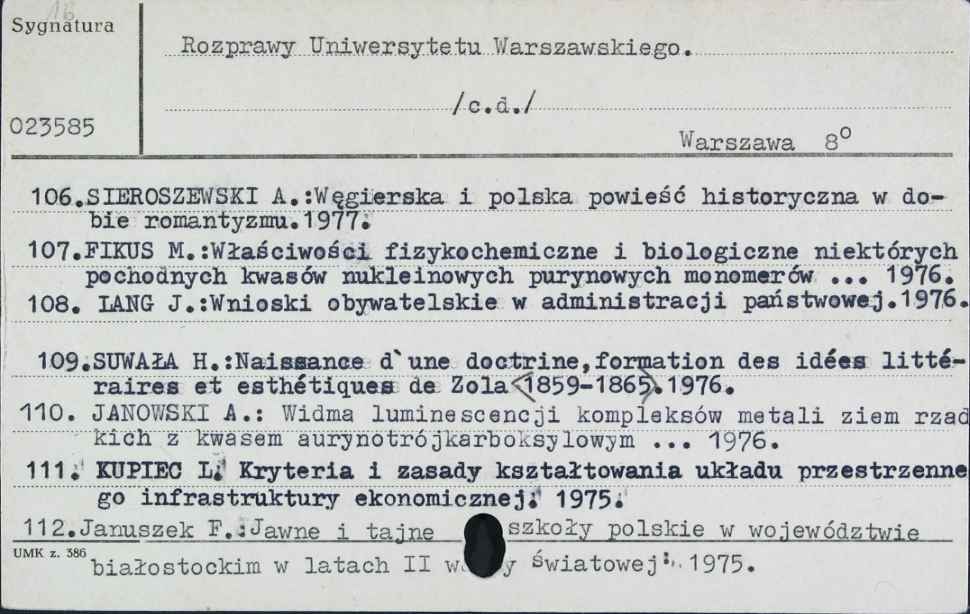 Sygnatura
16
Rozprawy Uniwersytetu Warszawskiego.
/c.d./
023585
Warszawa 8º
106.SIEROSZEWSKI A.:Węgierska i polska powieść historyczna w do-
bie romantyzmu.1977.
107.FIKUS M.:Właściwości fizykochemiczne i biologiczne niektórych
pochodnych kwasów nukleinowych purynowych monomerów ... 1976.
108. LANG J.:Wnioski obywatelskie w administracji państwowej.1976.
109.SUWAŁA H.:Naissance d`une doctrine,formation des idées litté-
raires et esthétiques de Zola<1859-1865>.1976.
110. JANOWSKI A.: Widma luminescencji kompleksów metali ziem rzad
kich z kwasem aurynotrójkarboksylowym ... 1976.
111. KUPIEC L. Kryteria i zasady kształtowania układu przestrzenne
go infrastruktury ekonomicznej. 1975.
112.Januszek F.:Jawne i tajne szkoły polskie w województwie
UMK z. 386
białostockim w latach II światowej. 1975.